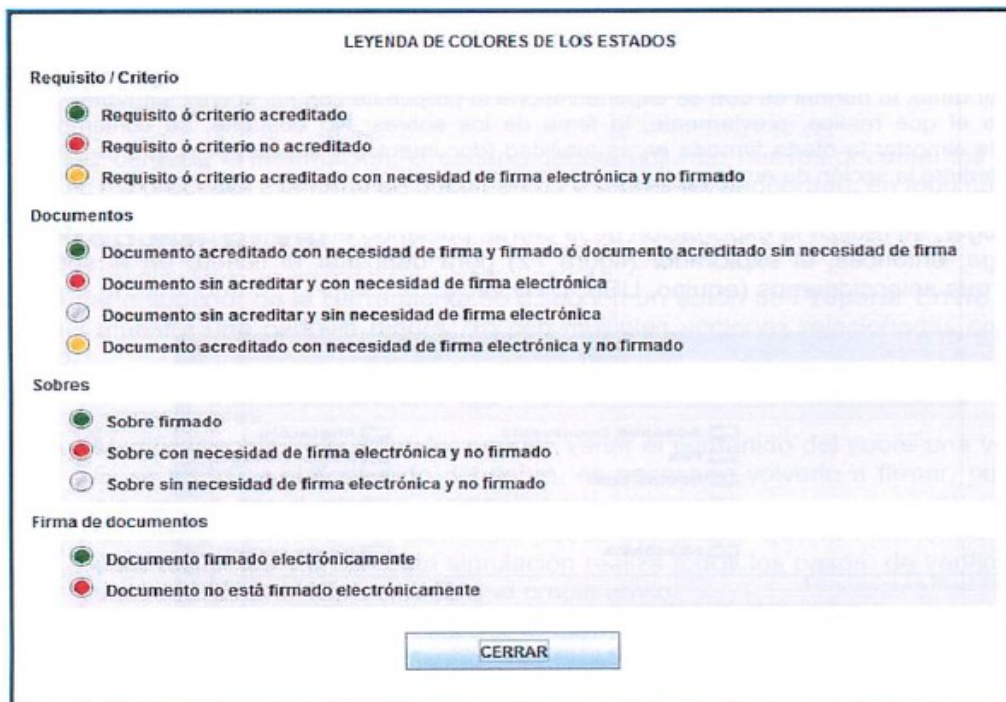 LEYENDA DE COLORES DE LOS ESTADOS
Requisito / Criterio
Requisito ó criterio acreditado
Requisito ó criterio no acreditado
Requisito ó criterio acreditado con necesidad de firma electrónica y no firmado
Documentos
Documento acreditado con necesidad de firma y firmado ó documento acreditado sin necesidad de firma
Documento sin acreditar y con necesidad de firma electrónica
Documento sin acreditar y sin necesidad de firma electrónica
Documento acreditado con necesidad de firma electrónica y no firmado
Sobres
Sobre firmado
Sobre con necesidad de firma electrónica y no firmado
Sobre sin necesidad de firma electrónica y no firmado
Firma de documentos
Documento firmado electrónicamente
Documento no está firmado electrónicamente
CERRAR